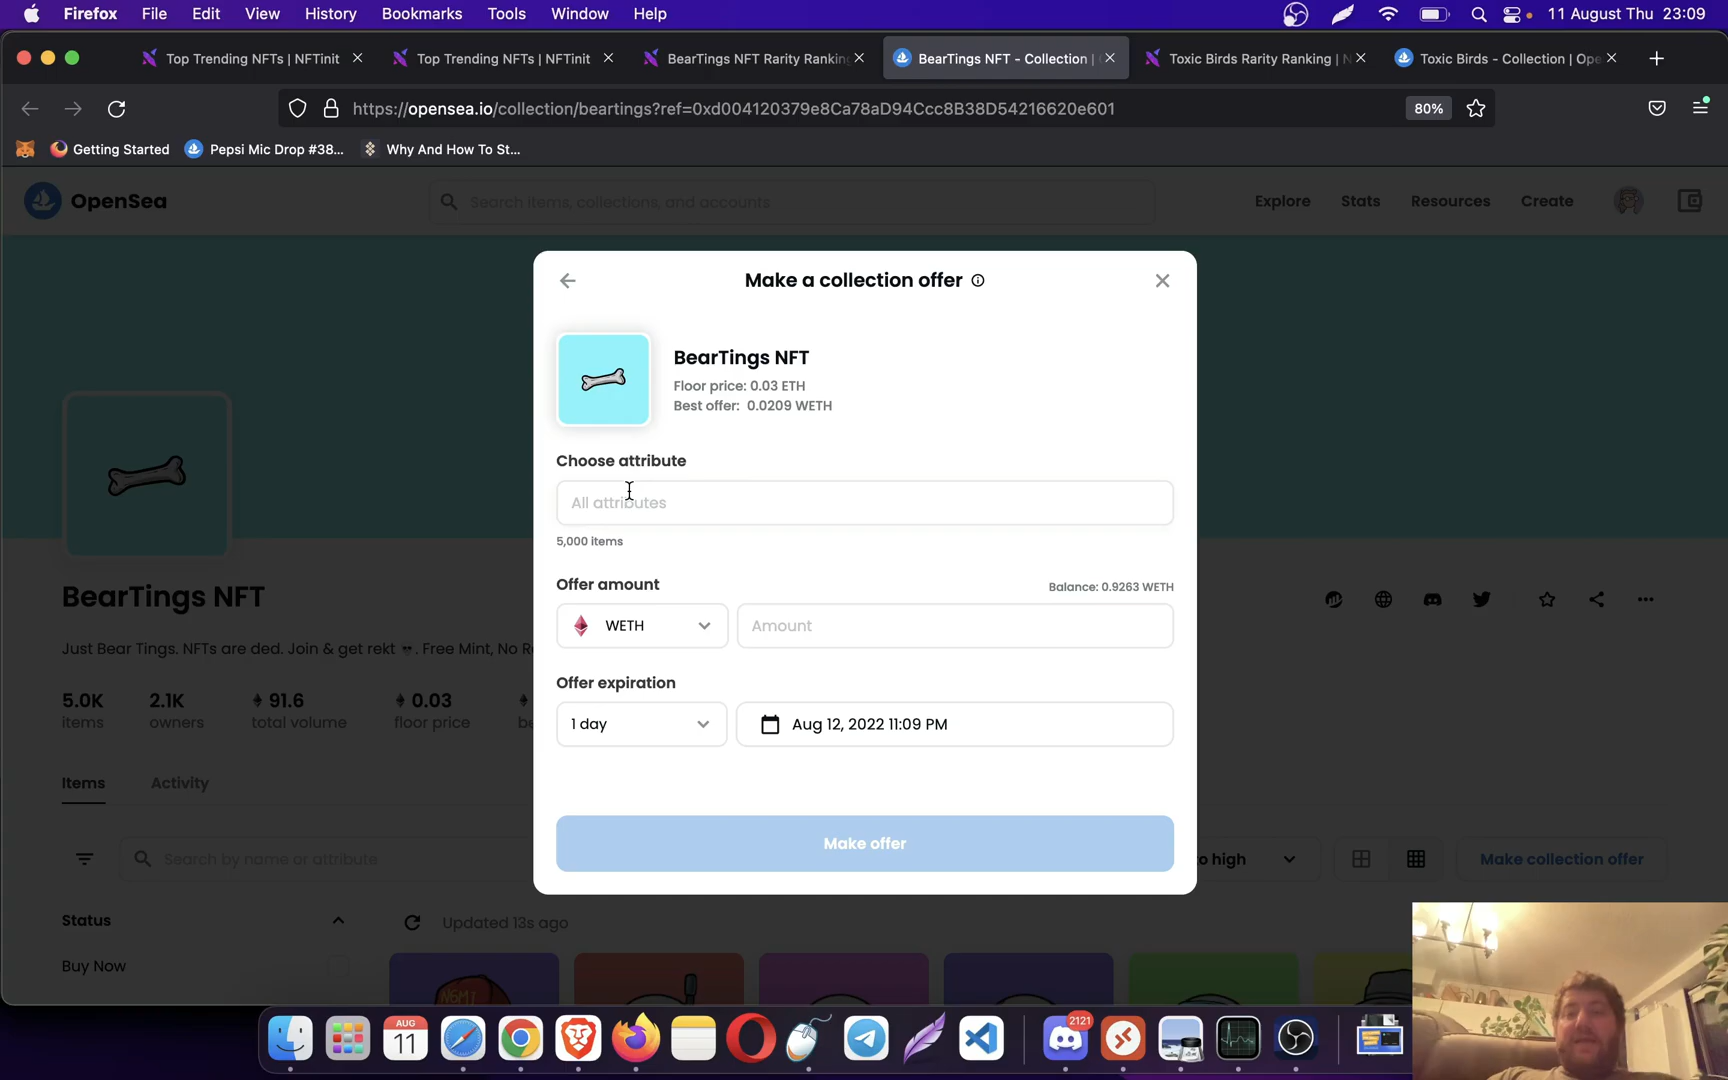 Firefox File Edit View History Bookmarks Tools Window Help 11 August Thu 23:09
Top Trending NFTs | NFTinit Top Trending NFTs | NFTinit BearTings NFT Rarity Ranking BearTings NFT - Collection | Toxic Birds Rarity Ranking | N Toxic Birds - Collection | Ope
https://opensea.io/collection/beartings?ref=0xd004120379e8Ca78aD94Ccc8B38D54216620e601 80%
Getting Started Pepsi Mic Drop #38... Why And How To St...
OpenSea Search items, collections, and accounts Explore Stats Resources Create
Make a collection offer
BearTings NFT
Floor price: 0.03 ETH
Best offer: 0.0209 WETH
Choose attribute
All attributes
5,000 items
Offer amount Balance: 0.9263 WETH
WETH Amount
Offer expiration
1 day Aug 12, 2022 11:09 PM
Make offer
BearTings NFT
Just Bear Tings. NFTs are ded. Join & get rekt 💀. Free Mint, No R
5.0K 2.1K 91.6 0.03
items owners total volume floor price be
Items Activity
Search by name or attribute o high Make collection offer
Status Updated 13s ago
Buy Now
NGMI
AUG
11
2121